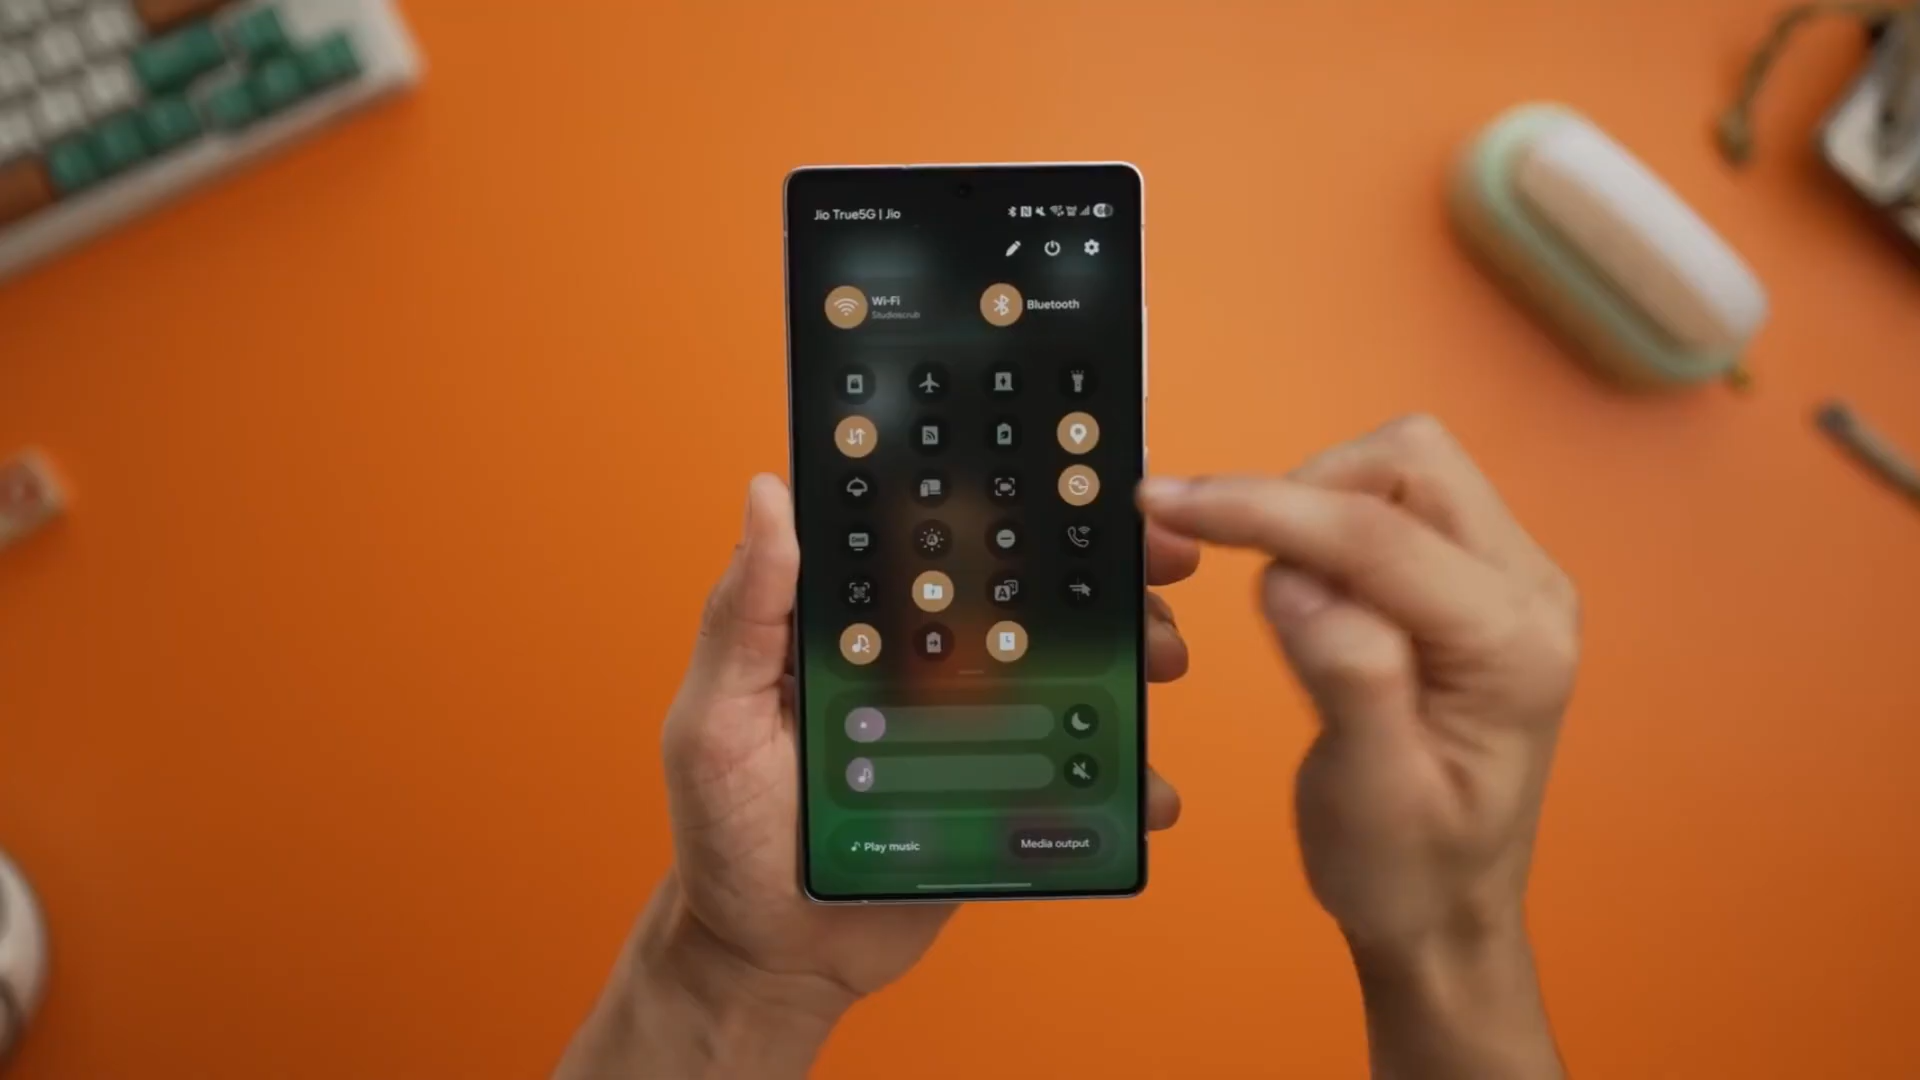 Jio True5G | Jio
Wi-Fi
Studioscrub
Bluetooth
Play music
Media output